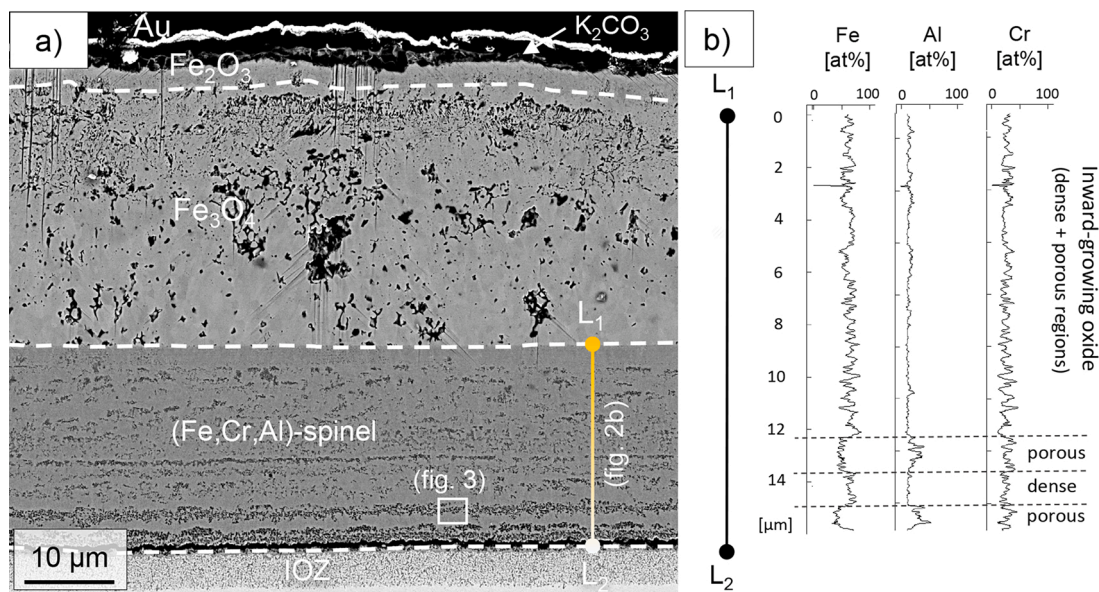 a)
Au
K₂CO₃
Fe₂O₃
Fe₃O₄
L₁
(Fe,Cr,Al)-spinel
(fig. 2b)
(fig. 3)
10 µm
IOZ
L₂
b)
Fe Al Cr
[at%] [at%] [at%]
L₁
0 100 0 100 0 100
0
2
4
6
8
10
12
14
[µm]
L₂
Inward-growing oxide
(dense + porous regions)
porous
dense
porous